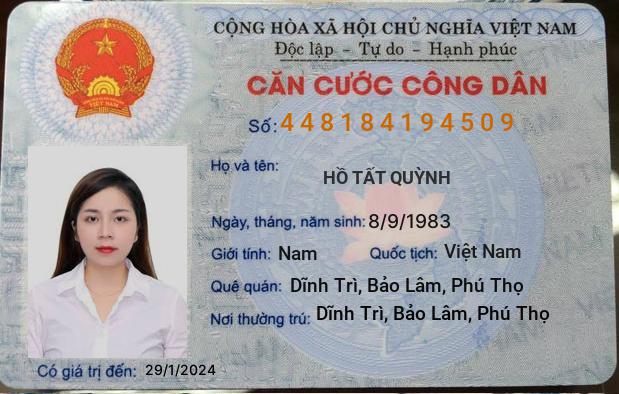 CỘNG HÒA XÃ HỘI CHỦ NGHĨA VIỆT NAM
Độc lập - Tự do - Hạnh phúc
CĂN CƯỚC CÔNG DÂN
Số: 448184194509
Họ và tên: HỒ TẤT QUỲNH
Ngày, tháng, năm sinh: 8/9/1983
Giới tính: Nam Quốc tịch: Việt Nam
Quê quán: Dĩnh Trì, Bảo Lâm, Phú Thọ
Nơi thường trú: Dĩnh Trì, Bảo Lâm, Phú Thọ
Có giá trị đến: 29/1/2024
VIỆT NAM